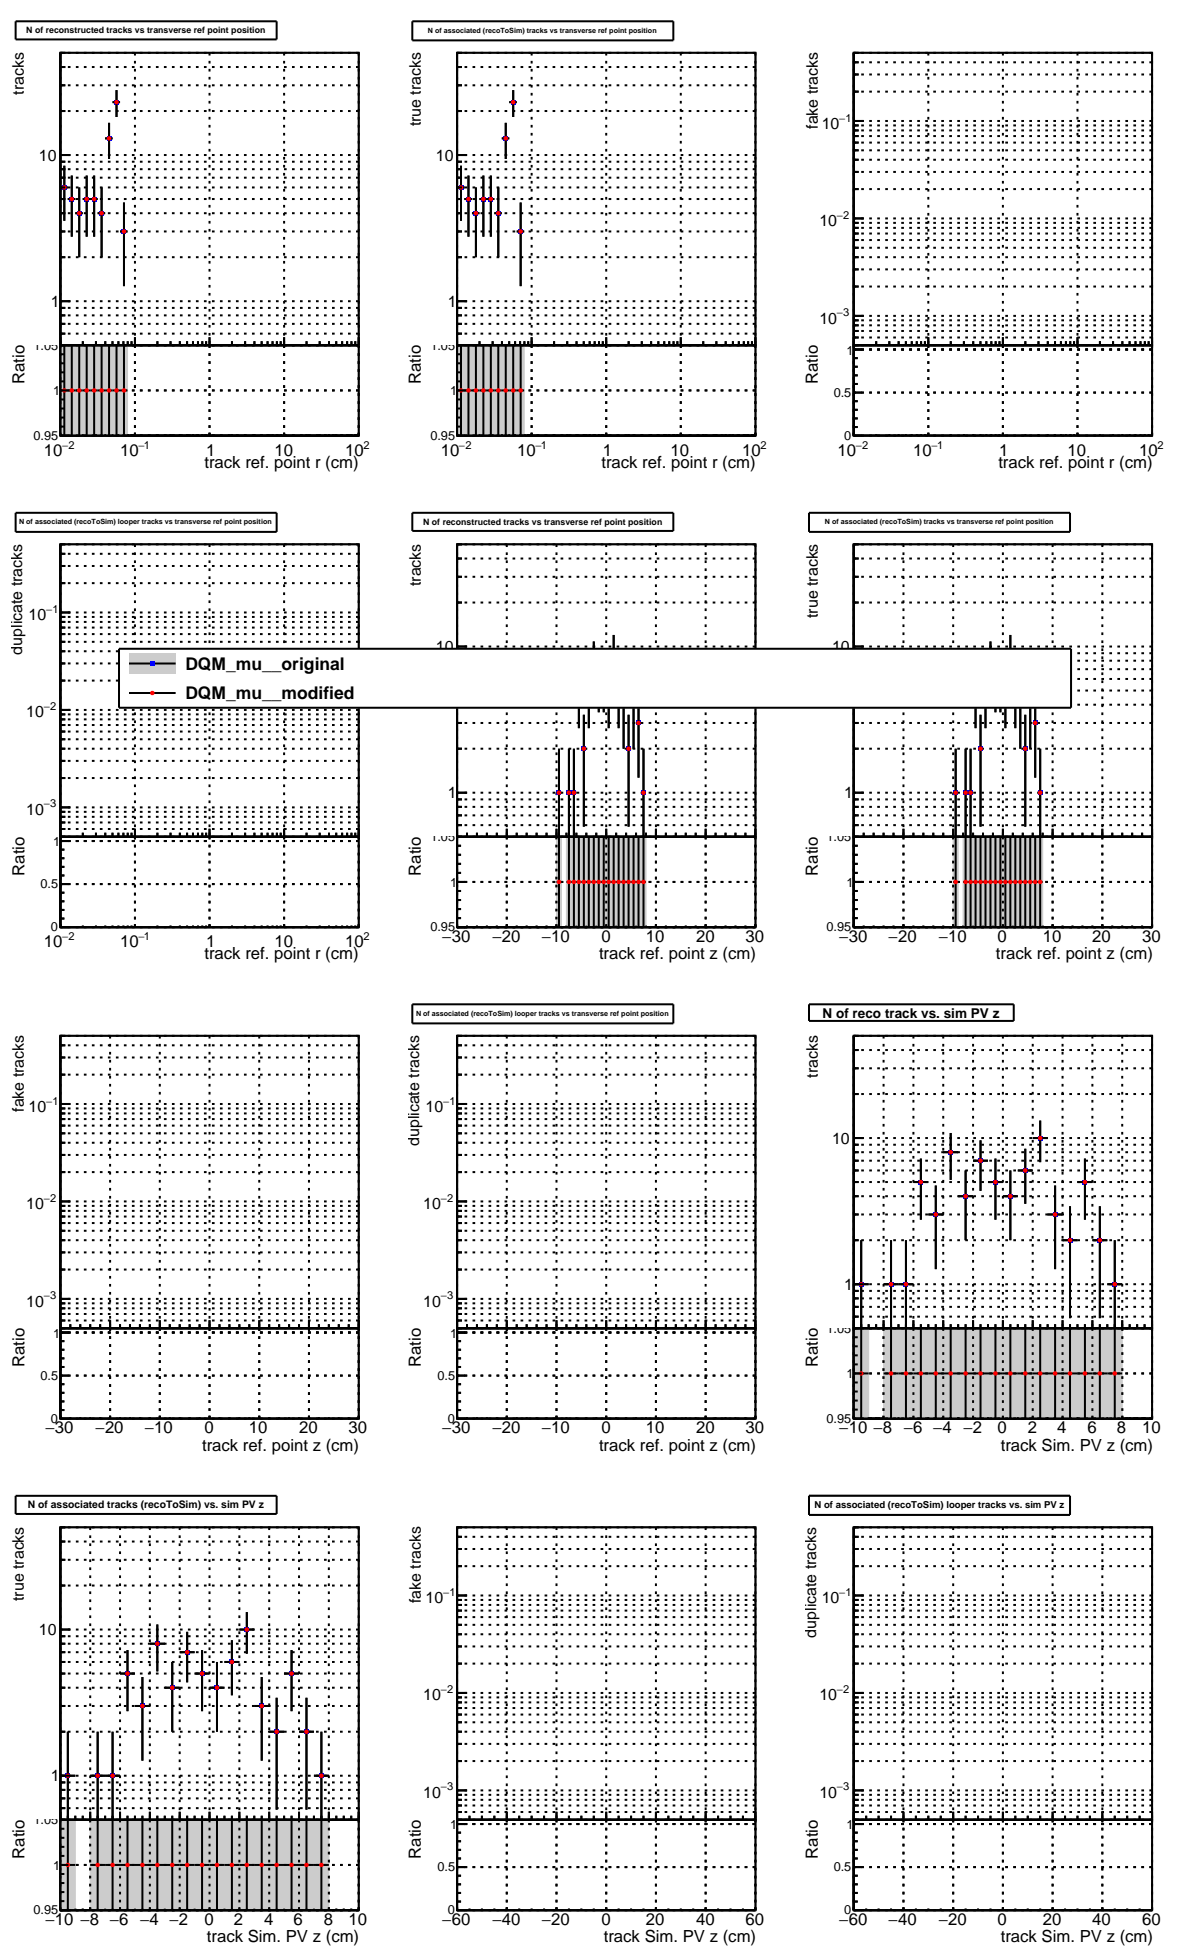 N of reconstructed tracks vs transverse ref point position
tracks
10
1
Ratio
1.05
1
0.95
10⁻² 10⁻¹ 1 10 10²
track ref. point r (cm)
N of associated (recoToSim) tracks vs transverse ref point position
true tracks
10
1
Ratio
1.05
1
0.95
10⁻² 10⁻¹ 1 10 10²
track ref. point r (cm)
fake tracks
10⁻¹
10⁻²
10⁻³
Ratio
1
0.5
0
10⁻² 10⁻¹ 1 10 10²
track ref. point r (cm)
N of associated (recoToSim) looper tracks vs transverse ref point position
duplicate tracks
10⁻¹
10⁻²
10⁻³
Ratio
1
0.5
0
10⁻² 10⁻¹ 1 10 10²
track ref. point r (cm)
N of reconstructed tracks vs transverse ref point position
tracks
10
1
Ratio
1.05
1
0.95
−30 −20 −10 0 10 20 30
track ref. point z (cm)
N of associated (recoToSim) tracks vs transverse ref point position
true tracks
10
1
Ratio
1.05
1
0.95
−30 −20 −10 0 10 20 30
track ref. point z (cm)
DQM_mu__original
DQM_mu__modified
fake tracks
10⁻¹
10⁻²
10⁻³
Ratio
1
0.5
0
−30 −20 −10 0 10 20 30
track ref. point z (cm)
N of associated (recoToSim) looper tracks vs transverse ref point position
duplicate tracks
10⁻¹
10⁻²
10⁻³
Ratio
1
0.5
0
−30 −20 −10 0 10 20 30
track ref. point z (cm)
N of reco track vs. sim PV z
tracks
10
1
Ratio
1.05
1
0.95
−10 −8 −6 −4 −2 0 2 4 6 8 10
track Sim. PV z (cm)
N of associated tracks (recoToSim) vs. sim PV z
true tracks
10
1
Ratio
1.05
1
0.95
−10 −8 −6 −4 −2 0 2 4 6 8 10
track Sim. PV z (cm)
fake tracks
10⁻¹
10⁻²
10⁻³
Ratio
1
0.5
0
−60 −40 −20 0 20 40 60
track Sim. PV z (cm)
N of associated (recoToSim) looper tracks vs. sim PV z
duplicate tracks
10⁻¹
10⁻²
10⁻³
Ratio
1
0.5
0
−60 −40 −20 0 20 40 60
track Sim. PV z (cm)